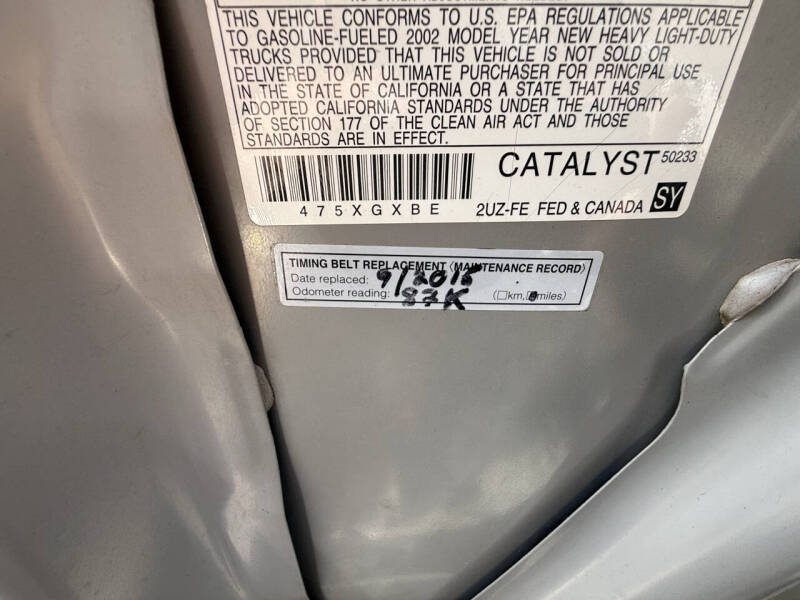 THIS VEHICLE CONFORMS TO U.S. EPA REGULATIONS APPLICABLE
TO GASOLINE-FUELED 2002 MODEL YEAR NEW HEAVY LIGHT-DUTY
TRUCKS PROVIDED THAT THIS VEHICLE IS NOT SOLD OR
DELIVERED TO AN ULTIMATE PURCHASER FOR PRINCIPAL USE
IN THE STATE OF CALIFORNIA OR A STATE THAT HAS
ADOPTED CALIFORNIA STANDARDS UNDER THE AUTHORITY
OF SECTION 177 OF THE CLEAN AIR ACT AND THOSE
STANDARDS ARE IN EFFECT.
CATALYST 50233
475XGXBE 2UZ-FE FED & CANADA SY
TIMING BELT REPLACEMENT (MAINTENANCE RECORD)
Date replaced: 9/2015
Odometer reading: 87K (□km, □miles)